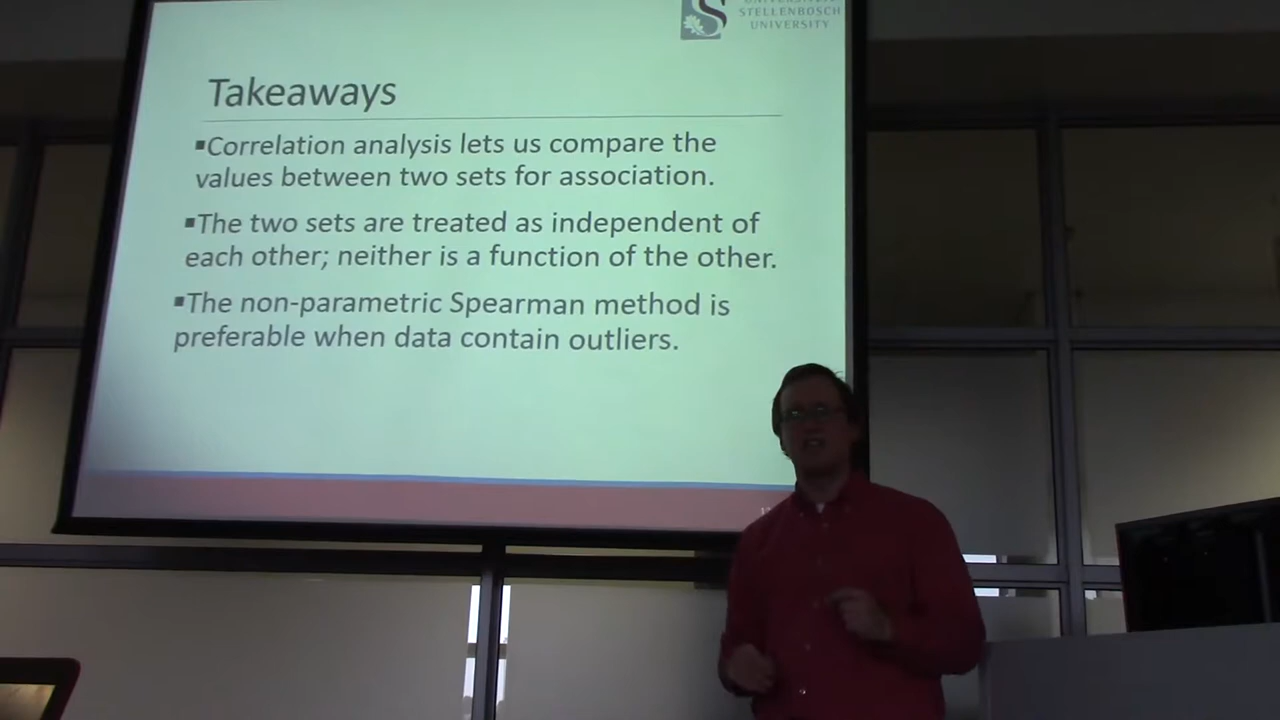 STELLENBOSCH
UNIVERSITY
Takeaways
▪Correlation analysis lets us compare the
values between two sets for association.
▪The two sets are treated as independent of
each other; neither is a function of the other.
▪The non-parametric Spearman method is
preferable when data contain outliers.